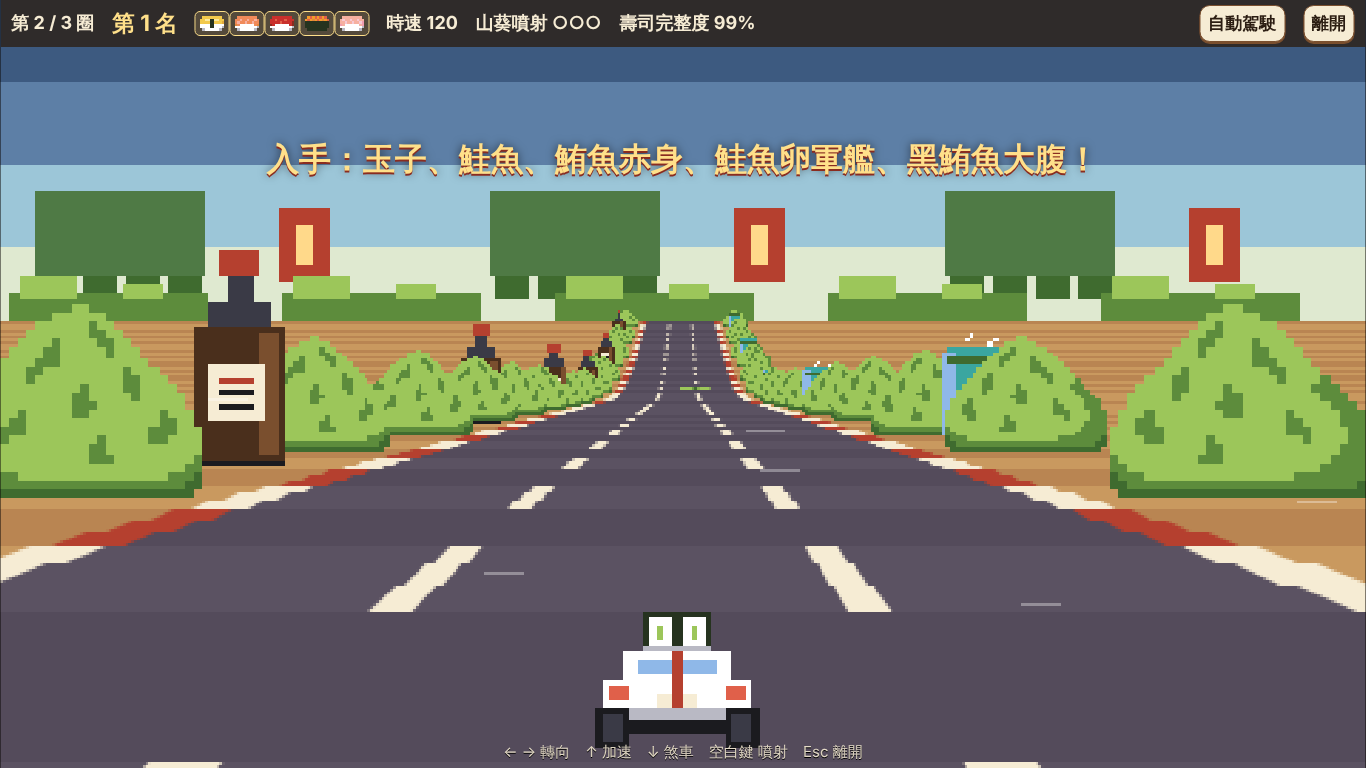 第 2 / 3 圈 第 1 名 時速 120 山葵噴射 ○○○ 壽司完整度 99% 自動駕駛 離開
入手：玉子、鮭魚、鮪魚赤身、鮭魚卵軍艦、黑鮪魚大腹！
← → 轉向 ↑ 加速 ↓ 煞車 空白鍵 噴射 Esc 離開